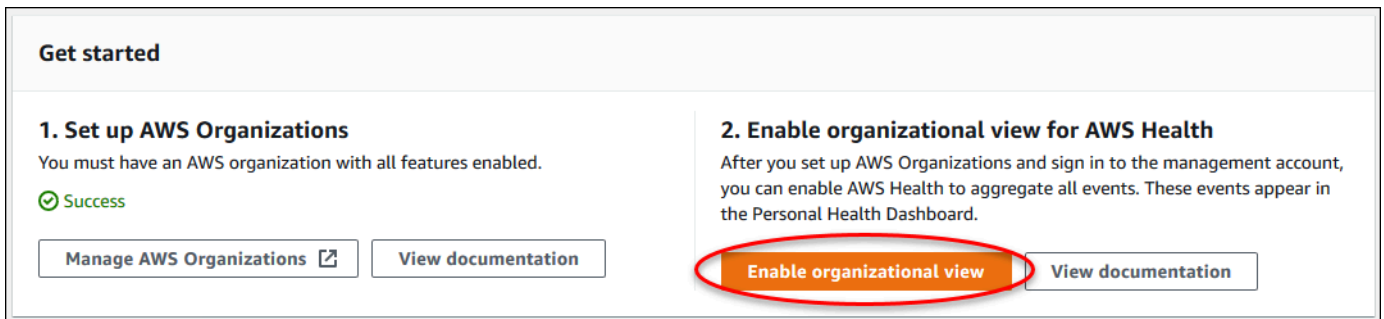 Get started
1. Set up AWS Organizations
You must have an AWS organization with all features enabled.
Success
Manage AWS Organizations
View documentation
2. Enable organizational view for AWS Health
After you set up AWS Organizations and sign in to the management account,
you can enable AWS Health to aggregate all events. These events appear in
the Personal Health Dashboard.
Enable organizational view
View documentation